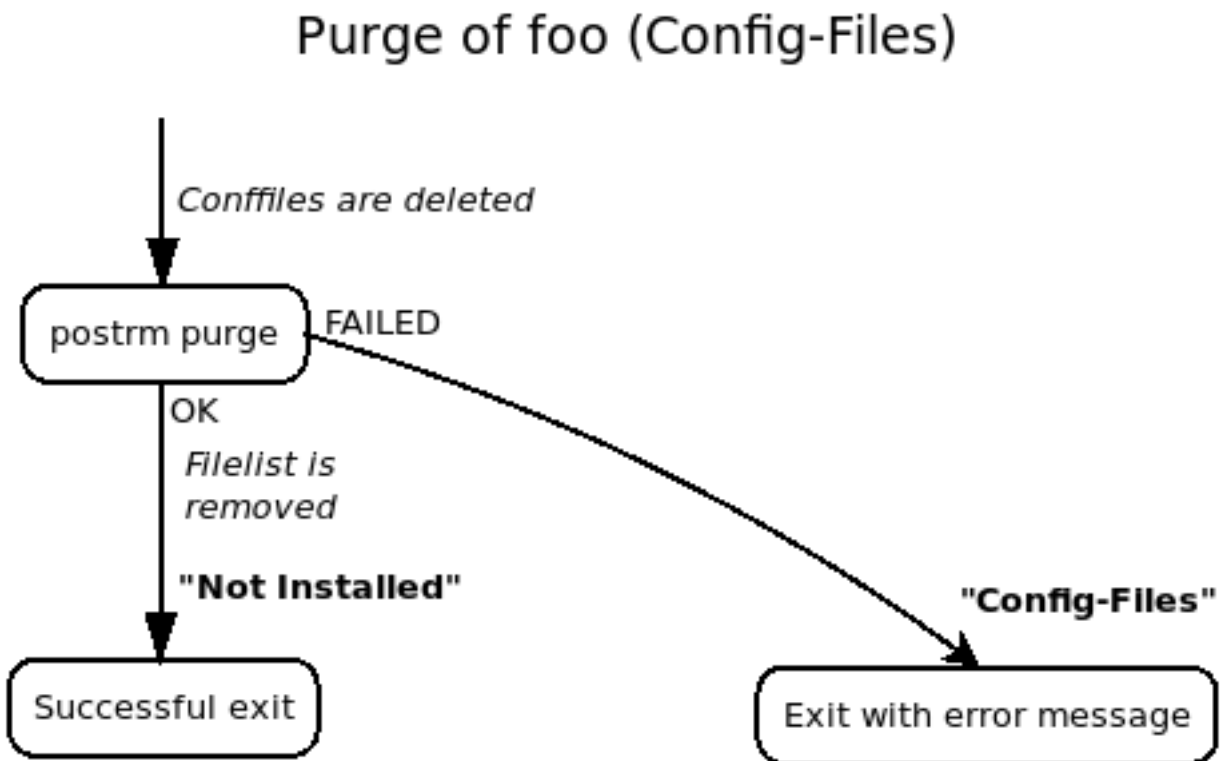 Purge of foo (Config-Files)
Conffiles are deleted
postrm purge
FAILED
OK
Filelist is
removed
"Not Installed"
"Config-Files"
Successful exit
Exit with error message